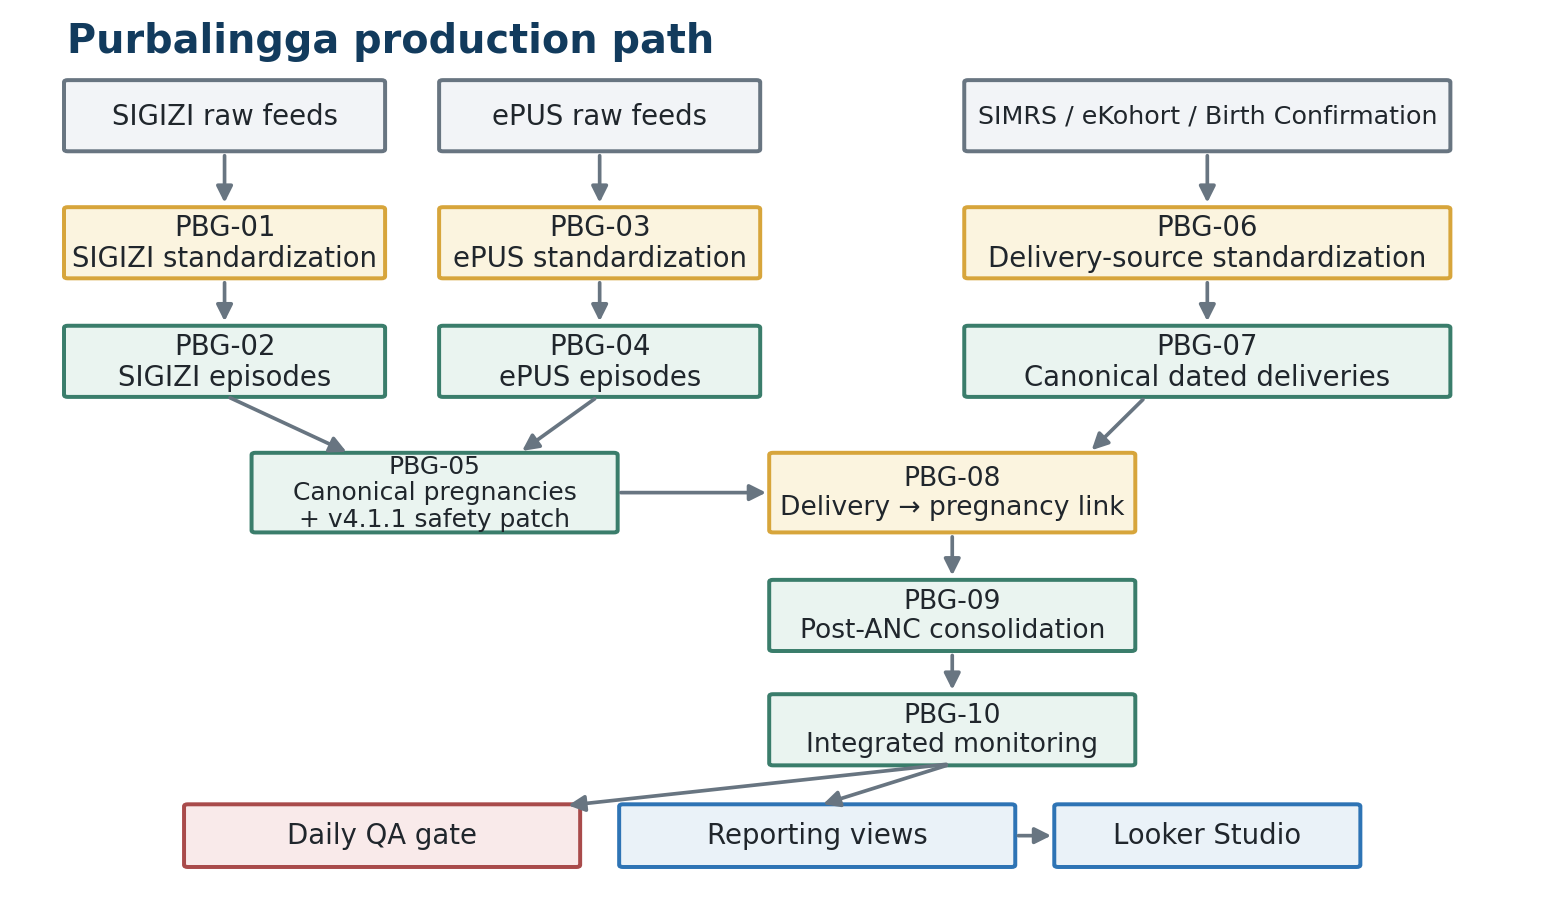 Purbalingga production path
SIGIZI raw feeds
ePUS raw feeds
SIMRS / eKohort / Birth Confirmation
PBG-01
SIGIZI standardization
PBG-03
ePUS standardization
PBG-06
Delivery-source standardization
PBG-02
SIGIZI episodes
PBG-04
ePUS episodes
PBG-07
Canonical dated deliveries
PBG-05
Canonical pregnancies
+ v4.1.1 safety patch
PBG-08
Delivery → pregnancy link
PBG-09
Post-ANC consolidation
PBG-10
Integrated monitoring
Daily QA gate
Reporting views
Looker Studio